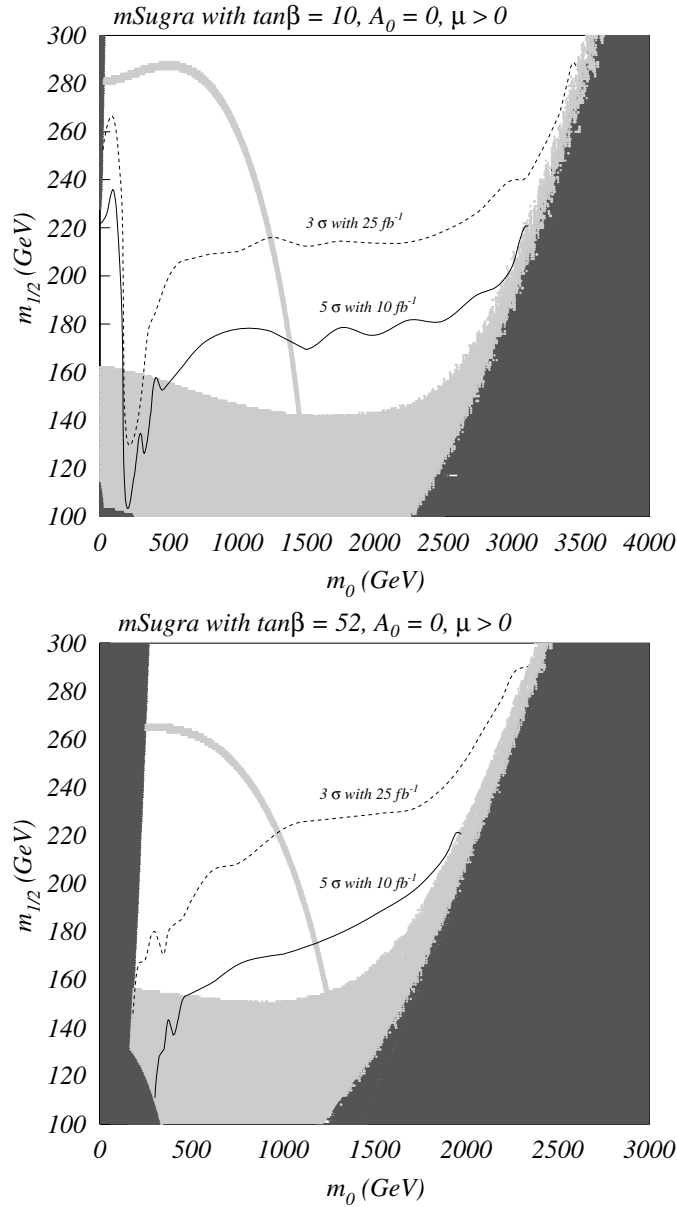 mSugra with tanβ = 10, A₀ = 0, μ > 0
300
280
260
240
220
200
180
160
140
120
100
m₁/₂ (GeV)
3 σ with 25 fb⁻¹
5 σ with 10 fb⁻¹
0 500 1000 1500 2000 2500 3000 3500 4000
m₀ (GeV)
mSugra with tanβ = 52, A₀ = 0, μ > 0
300
280
260
240
220
200
180
160
140
120
100
m₁/₂ (GeV)
3 σ with 25 fb⁻¹
5 σ with 10 fb⁻¹
0 500 1000 1500 2000 2500 3000
m₀ (GeV)